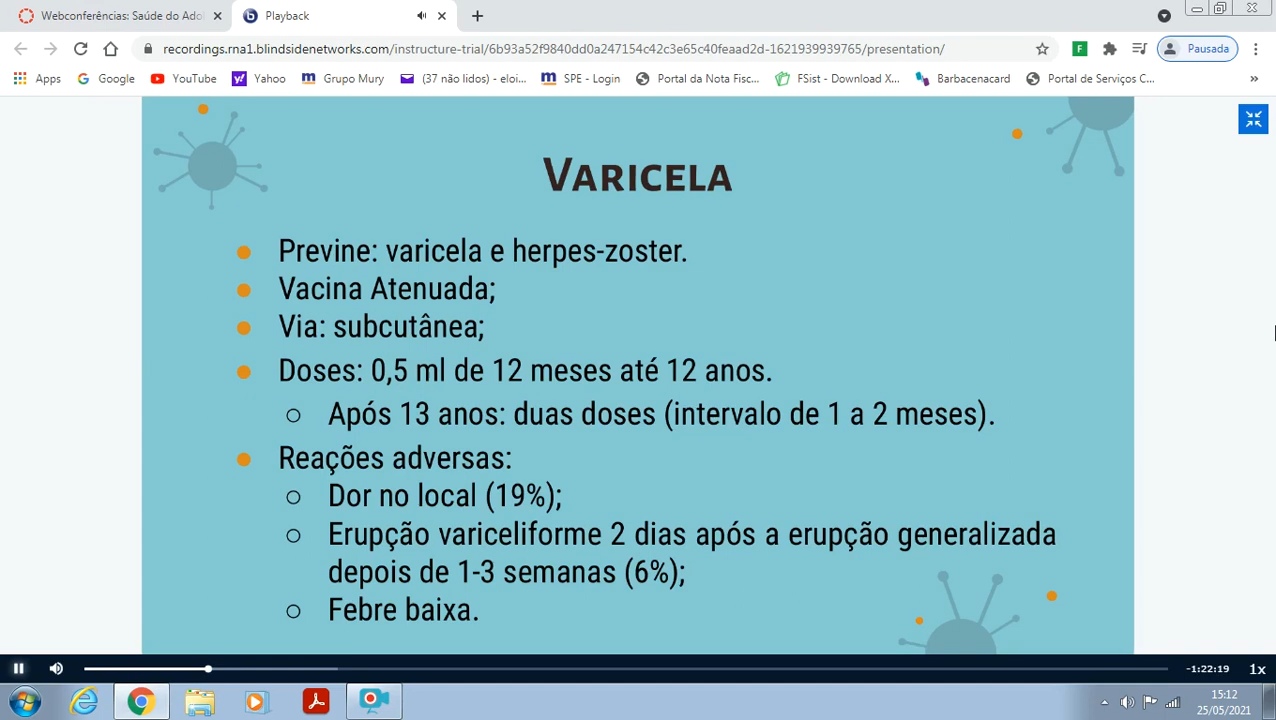 Webconferências: Saúde do Ado
Playback
recordings.rna1.blindsidenetworks.com/instructure-trial/6b93a52f9840dd0a247154c42c3e65c40feaad2d-1621939939765/presentation/
Pausada
Apps
Google
YouTube
Yahoo
Grupo Mury
(37 não lidos) - eloi...
SPE - Login
Portal da Nota Fisc...
FSist - Download X...
Barbacenacard
Portal de Serviços C...
»
VARICELA
Previne: varicela e herpes-zoster.
Vacina Atenuada;
Via: subcutânea;
Doses: 0,5 ml de 12 meses até 12 anos.
Após 13 anos: duas doses (intervalo de 1 a 2 meses).
Reações adversas:
Dor no local (19%);
Erupção variceliforme 2 dias após a erupção generalizada
depois de 1-3 semanas (6%);
Febre baixa.
-1:22:19
1x
15:12
25/05/2021